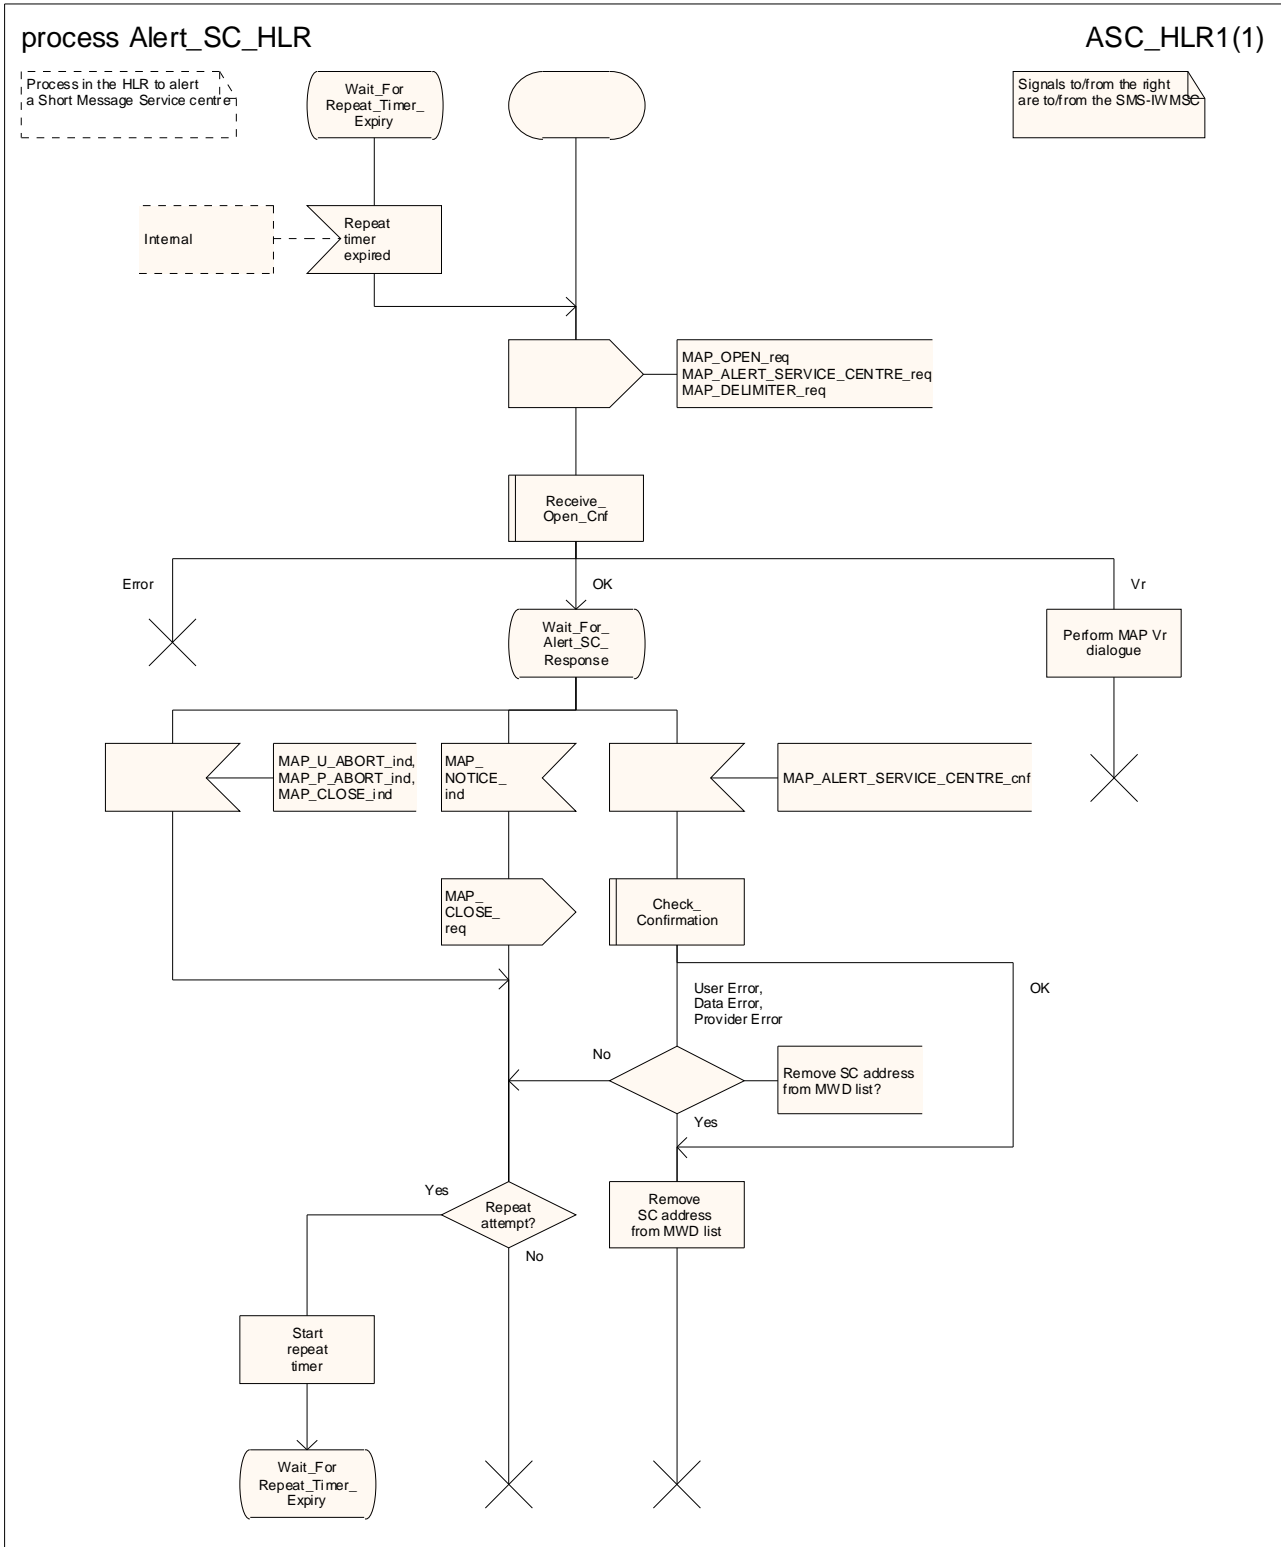 process Alert_SC_HLR
ASC_HLR1(1)
Process in the HLR to alert
a Short Message Service centre
Wait_For
Repeat_Timer_
Expiry
Signals to/from the right
are to/from the SMS-IWMSC
Internal
Repeat
timer
expired
MAP_OPEN_req
MAP_ALERT_SERVICE_CENTRE_req
MAP_DELIMITER_req
Receive_
Open_Cnf
Error
OK
Vr
Wait_For_
Alert_SC_
Response
Perform MAP Vr
dialogue
MAP_U_ABORT_ind,
MAP_P_ABORT_ind,
MAP_CLOSE_ind
MAP_
NOTICE_
ind
MAP_ALERT_SERVICE_CENTRE_cnf
MAP_
CLOSE_
req
Check_
Confirmation
User Error,
Data Error,
Provider Error
OK
No
Remove SC address
from MWD list?
Yes
Yes
Repeat
attempt?
No
Remove
SC address
from MWD list
Start
repeat
timer
Wait_For
Repeat_Timer_
Expiry